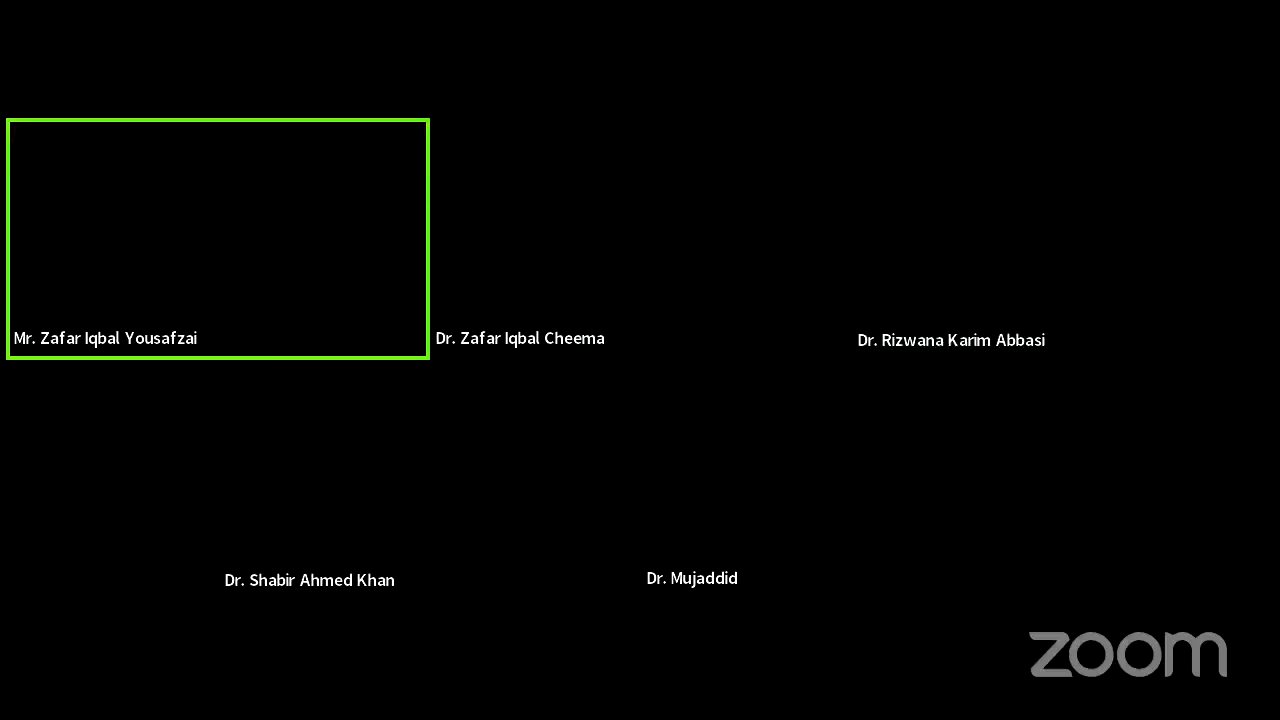 Mr. Zafar Iqbal Yousafzai
Dr. Zafar Iqbal Cheema
Dr. Rizwana Karim Abbasi
Dr. Shabir Ahmed Khan
Dr. Mujaddid
zoom